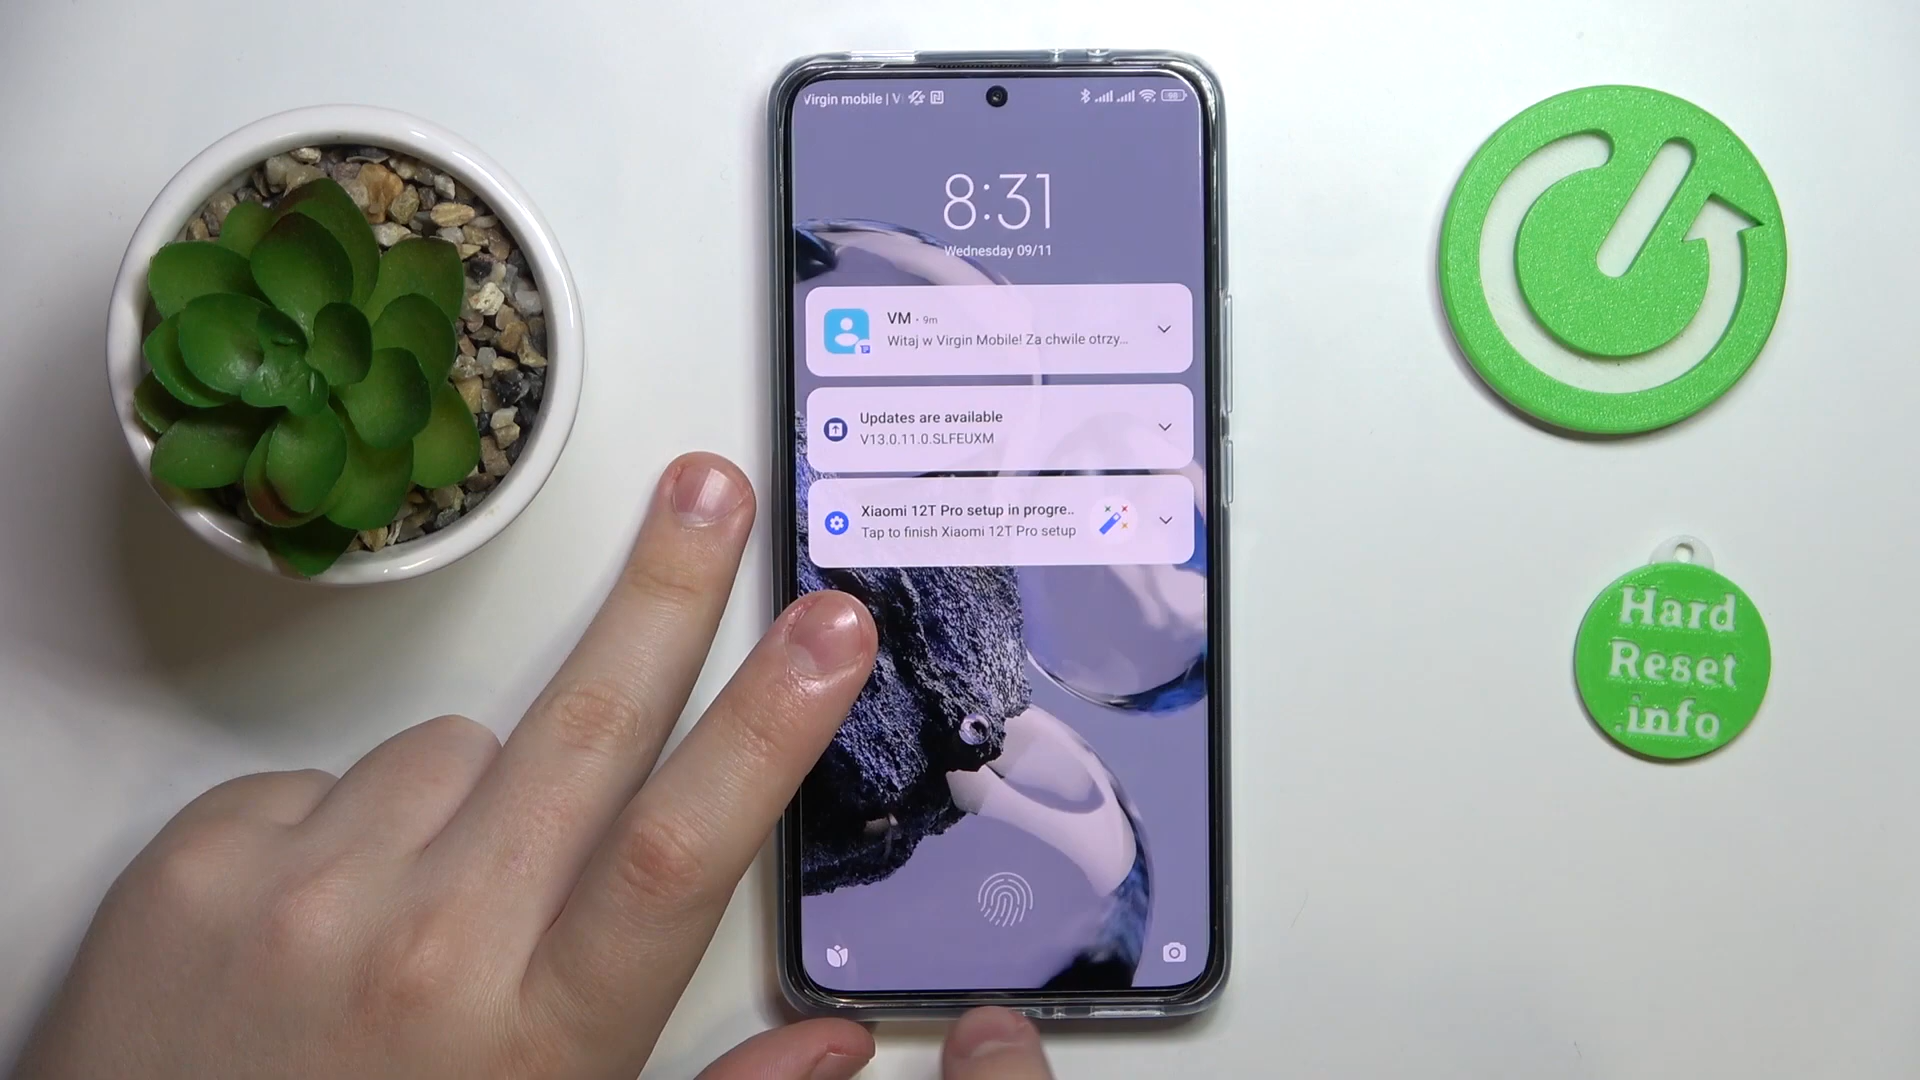 Virgin mobile | V
98
8:31
Wednesday 09/11
VM • 9m
Witaj w Virgin Mobile! Za chwile otrzy...
Updates are available
V13.0.11.0.SLFEUXM
Xiaomi 12T Pro setup in progre..
Tap to finish Xiaomi 12T Pro setup
Hard
Reset
.info